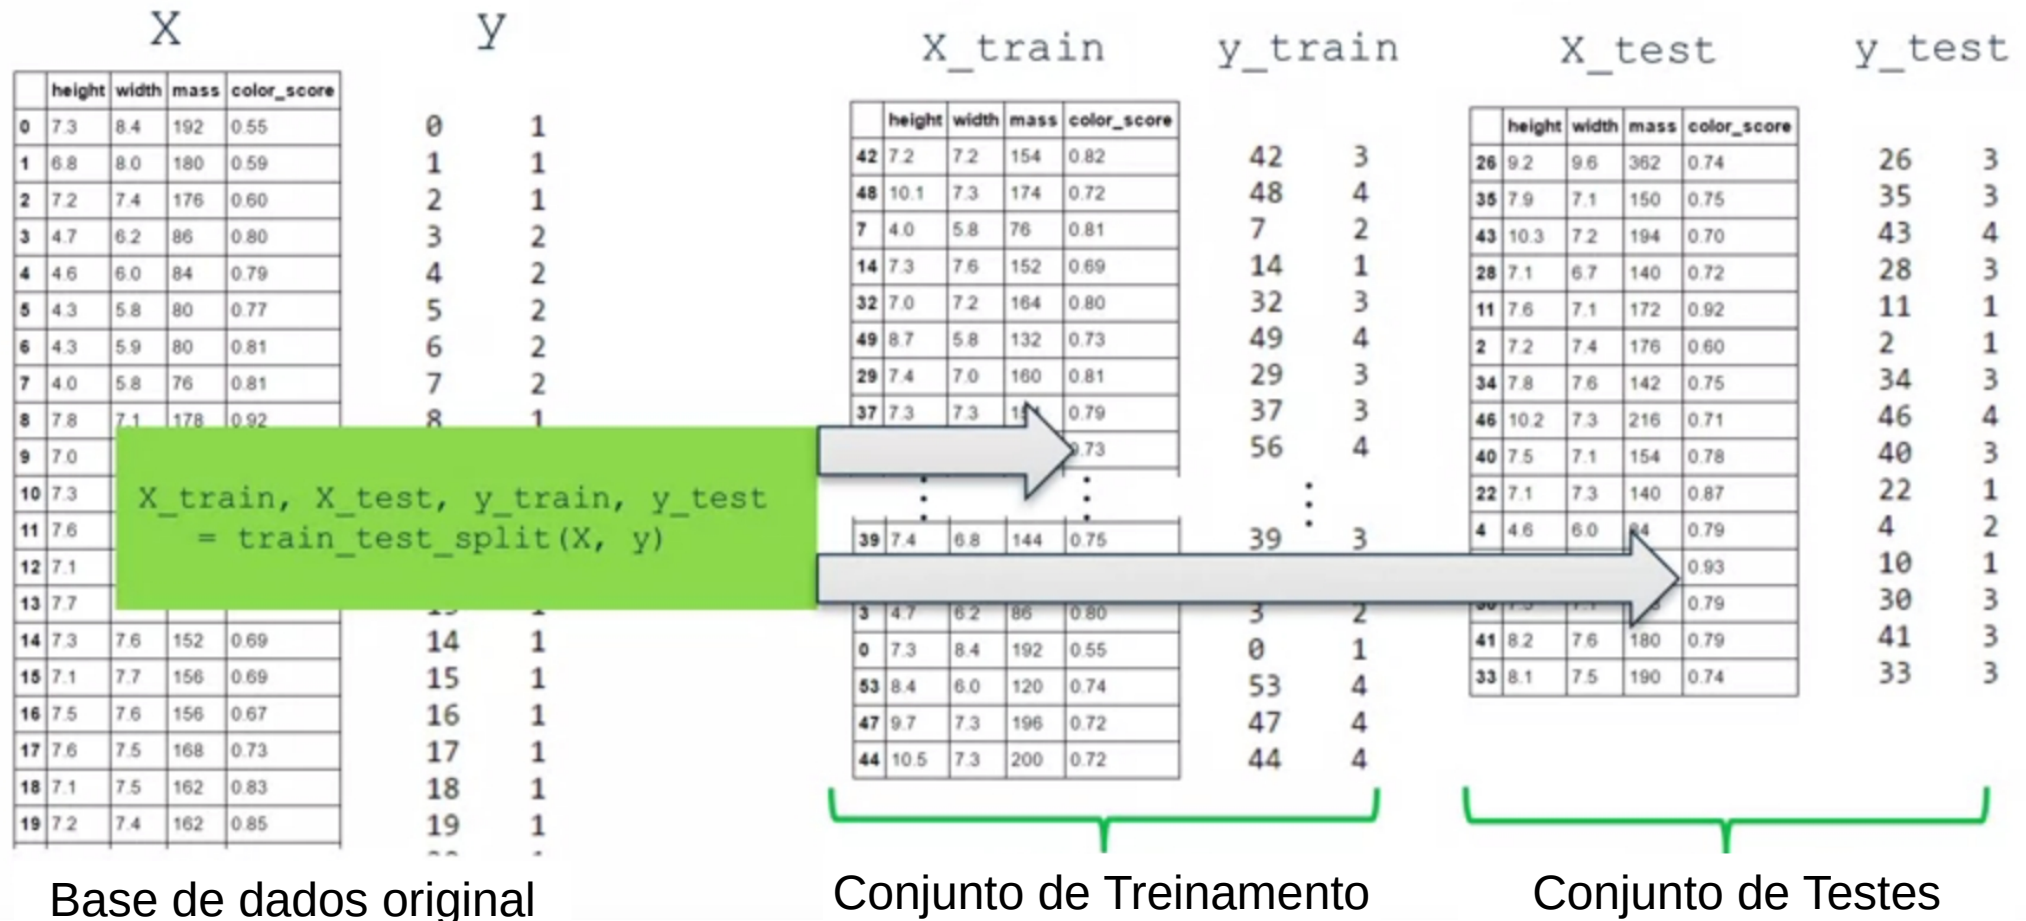 X y
height width mass color_score
0 7.3 8.4 192 0.55 0 1
1 6.8 8.0 180 0.59 1 1
2 7.2 7.4 176 0.60 2 1
3 4.7 6.2 86 0.80 3 2
4 4.6 6.0 84 0.79 4 2
5 4.3 5.8 80 0.77 5 2
6 4.3 5.9 80 0.81 6 2
7 4.0 5.8 76 0.81 7 2
8 7.8 7.1 178 0.92 8 1
9 7.0
10 7.3
11 7.6
12 7.1
13 7.7
14 7.3 7.6 152 0.69 14 1
15 7.1 7.7 156 0.69 15 1
16 7.5 7.6 156 0.67 16 1
17 7.6 7.5 168 0.73 17 1
18 7.1 7.5 162 0.83 18 1
19 7.2 7.4 162 0.85 19 1
Base de dados original
X_train, X_test, y_train, y_test
= train_test_split(X, y)
X_train y_train
height width mass color_score
42 7.2 7.2 154 0.82 42 3
48 10.1 7.3 174 0.72 48 4
7 4.0 5.8 76 0.81 7 2
14 7.3 7.6 152 0.69 14 1
32 7.0 7.2 164 0.80 32 3
49 8.7 5.8 132 0.73 49 4
29 7.4 7.0 160 0.81 29 3
37 7.3 7.3 0.79 37 3
0.73 56 4
39 7.4 6.8 144 0.75 39 3
3 4.7 6.2 86 0.80 3 2
0 7.3 8.4 192 0.55 0 1
53 8.4 6.0 120 0.74 53 4
47 9.7 7.3 196 0.72 47 4
44 10.5 7.3 200 0.72 44 4
Conjunto de Treinamento
X_test y_test
height width mass color_score
26 9.2 9.6 362 0.74 26 3
35 7.9 7.1 150 0.75 35 3
43 10.3 7.2 194 0.70 43 4
28 7.1 6.7 140 0.72 28 3
11 7.6 7.1 172 0.92 11 1
2 7.2 7.4 176 0.60 2 1
34 7.8 7.6 142 0.75 34 3
46 10.2 7.3 216 0.71 46 4
40 7.5 7.1 154 0.78 40 3
22 7.1 7.3 140 0.87 22 1
4 4.6 6.0 84 0.79 4 2
0.93 10 1
0.79 30 3
41 8.2 7.6 180 0.79 41 3
33 8.1 7.5 190 0.74 33 3
Conjunto de Testes